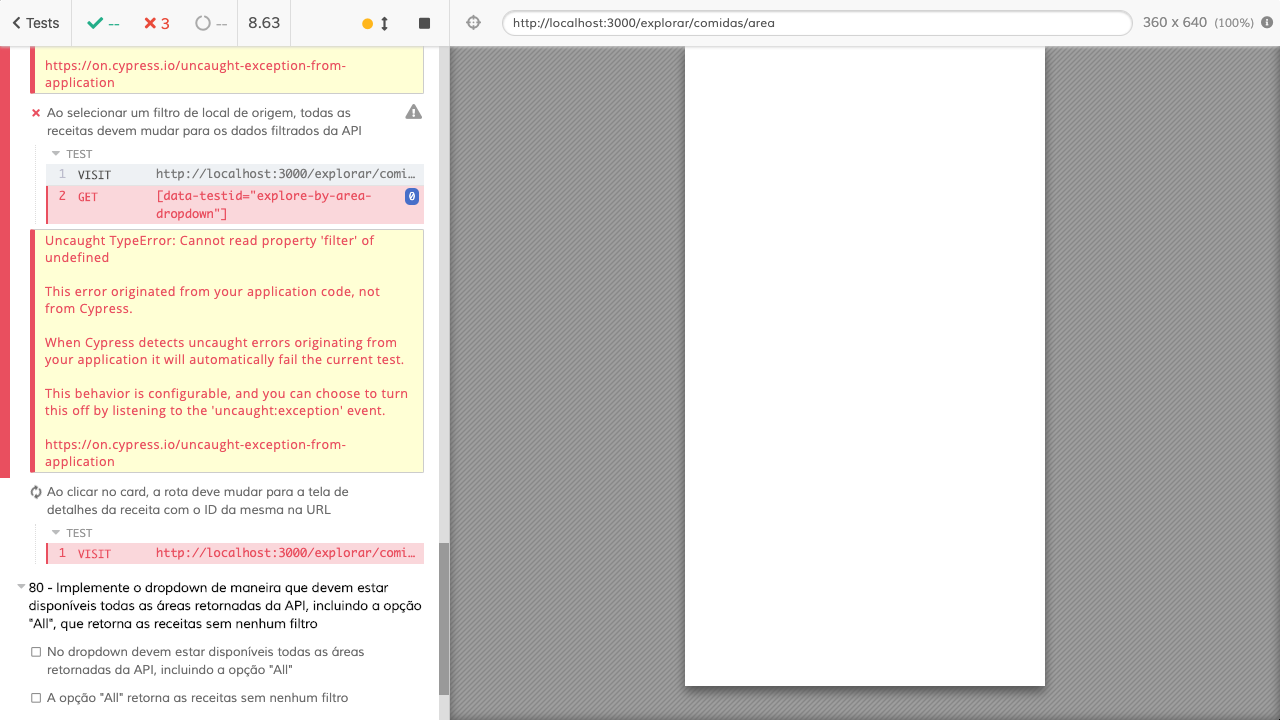 Tests
--
3
--
8.63
http://localhost:3000/explorar/comidas/area
360 x 640 (100%)
https://on.cypress.io/uncaught-exception-from-
application
Ao selecionar um filtro de local de origem, todas as
receitas devem mudar para os dados filtrados da API
TEST
1 VISIT http://localhost:3000/explorar/comi…
2 GET [data-testid="explore-by-area-
dropdown"] 0
Uncaught TypeError: Cannot read property 'filter' of
undefined
This error originated from your application code, not
from Cypress.
When Cypress detects uncaught errors originating from
your application it will automatically fail the current test.
This behavior is configurable, and you can choose to turn
this off by listening to the 'uncaught:exception' event.
https://on.cypress.io/uncaught-exception-from-
application
Ao clicar no card, a rota deve mudar para a tela de
detalhes da receita com o ID da mesma na URL
TEST
1 VISIT http://localhost:3000/explorar/comi…
80 - Implemente o dropdown de maneira que devem estar
disponíveis todas as áreas retornadas da API, incluindo a opção
"All", que retorna as receitas sem nenhum filtro
No dropdown devem estar disponíveis todas as áreas
retornadas da API, incluindo a opção "All"
A opção "All" retorna as receitas sem nenhum filtro